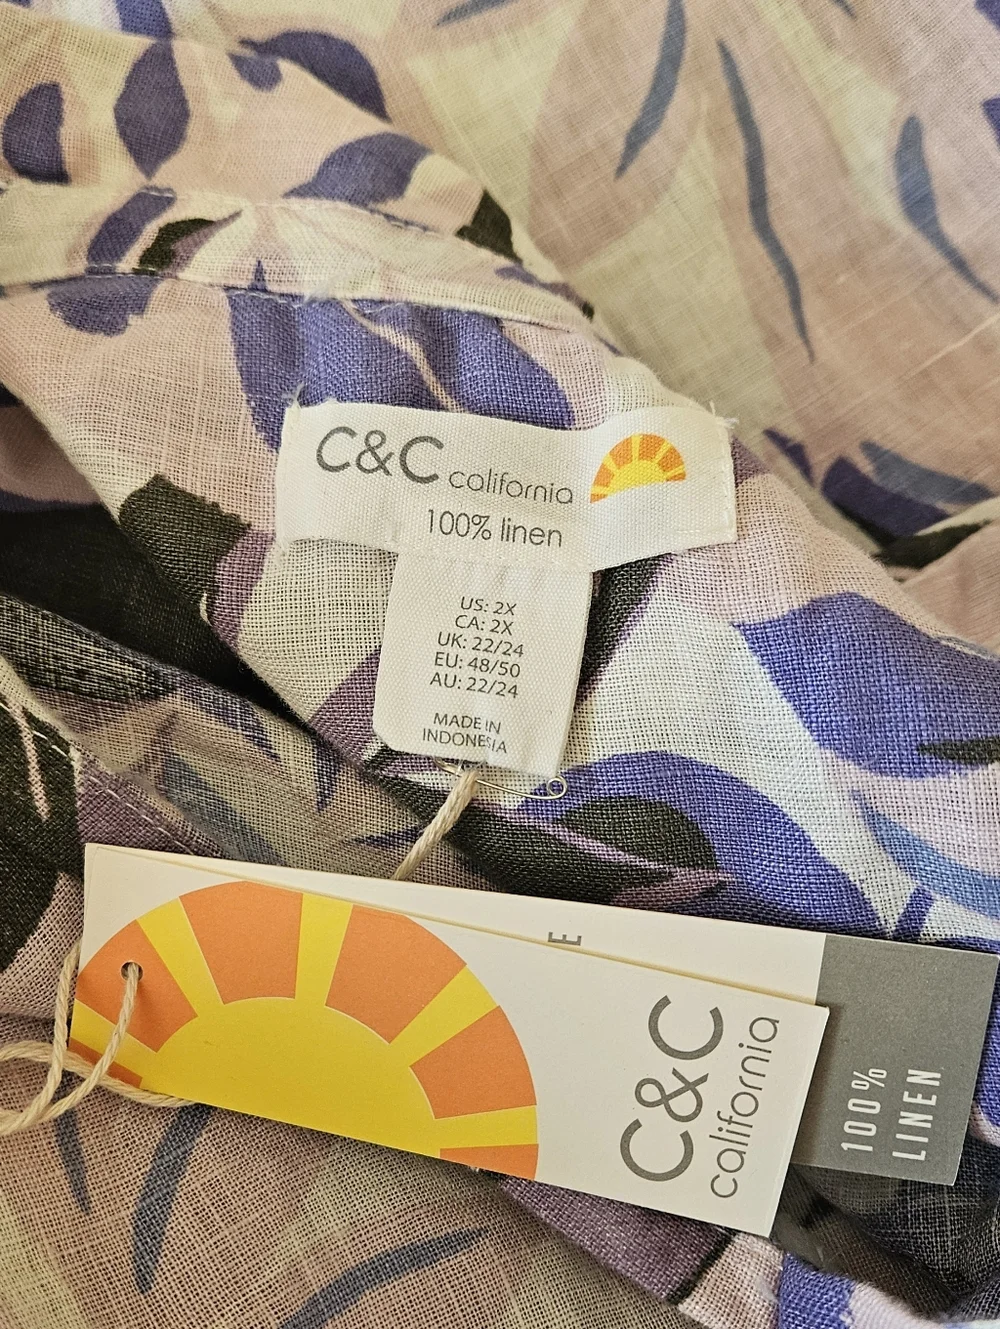 C&C california
100% linen
US: 2X
CA: 2X
UK: 22/24
EU: 48/50
AU: 22/24
MADE IN
INDONESIA
E
C&C
california
100%
LINEN